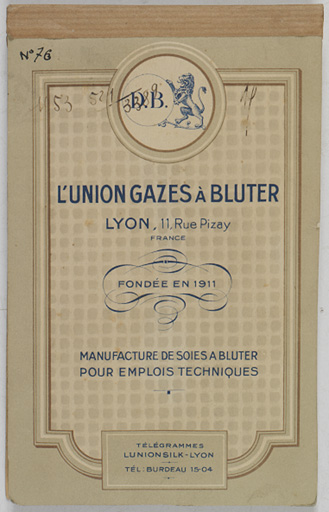 N° 76
D.B.
L'UNION GAZES À BLUTER
LYON, 11, Rue Pizay
FRANCE
FONDÉE EN 1911
MANUFACTURE DE SOIES A BLUTER
POUR EMPLOIS TECHNIQUES
TÉLÉGRAMMES
LUNIONSILK-LYON
TÉL: BURDEAU 15-04